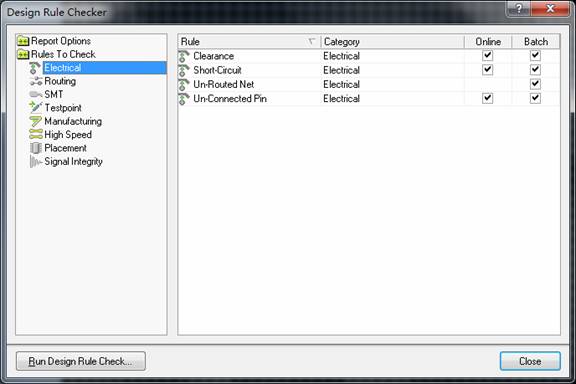 Design Rule Checker
Report Options
Rules To Check
Electrical
Routing
SMT
Testpoint
Manufacturing
High Speed
Placement
Signal Integrity
Rule Category Online Batch
Clearance Electrical
Short-Circuit Electrical
Un-Routed Net Electrical
Un-Connected Pin Electrical
Run Design Rule Check... Close